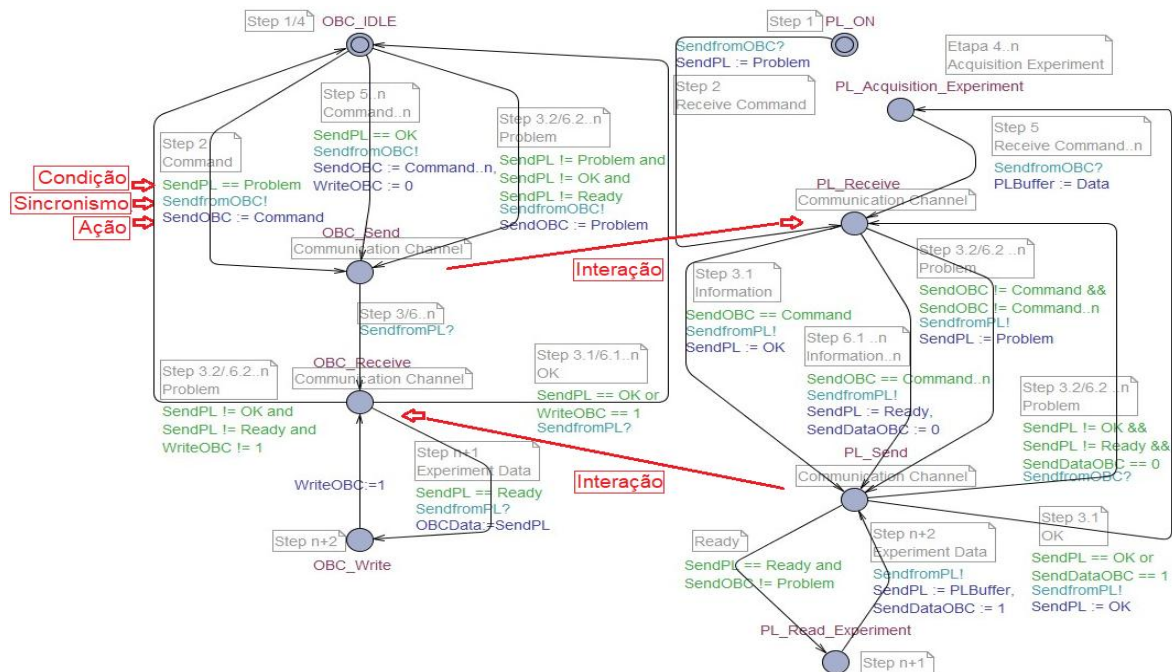 Step 1/4
OBC_IDLE
Step 5..n
Command..n
SendPL == OK
SendfromOBC!
SendOBC := Command..n,
WriteOBC := 0
Step 3.2/6.2..n
Problem
SendPL != Problem and
SendPL != OK and
SendPL != Ready
SendfromOBC!
SendOBC := Problem
Step 2
Command
SendPL == Problem
SendfromOBC!
SendOBC := Command
Condição
Sincronismo
Ação
OBC_Send
Communication Channel
Interação
Step 3/6..n
SendfromPL?
OBC_Receive
Communication Channel
Step 3.2/.6.2..n
Problem
SendPL != OK and
SendPL != Ready and
WriteOBC != 1
Step 3.1/6.1..n
OK
SendPL == OK or
WriteOBC == 1
SendfromPL?
Step n+1
Experiment Data
SendPL == Ready
SendfromPL?
OBCData:=SendPL
WriteOBC:=1
Step n+2
OBC_Write
Interação
Step 1
PL_ON
SendfromOBC?
SendPL := Problem
Step 2
Receive Command
Etapa 4..n
Acquisition Experiment
PL_Acquisition_Experiment
Step 5
Receive Command..n
SendfromOBC?
PLBuffer := Data
PL_Receive
Communication Channel
Step 3.1
Information
SendOBC == Command
SendfromPL!
SendPL := OK
Step 3.2/6.2 ..n
Problem
SendOBC != Command &&
SendOBC != Command..n
SendfromPL!
SendPL := Problem
Step 6.1 ..n
Information..n
SendOBC == Command..n
SendfromPL!
SendPL := Ready,
SendDataOBC := 0
Step 3.2/6.2 ..n
Problem
SendPL != OK &&
SendPL != Ready &&
SendDataOBC == 0
SendfromOBC?
PL_Send
Communication Channel
Ready
SendPL == Ready and
SendOBC != Problem
Step n+2
Experiment Data
SendfromPL!
SendPL := PLBuffer,
SendDataOBC := 1
Step 3.1
OK
SendPL == OK or
SendDataOBC == 1
SendfromPL!
SendPL := OK
PL_Read_Experiment
Step n+1